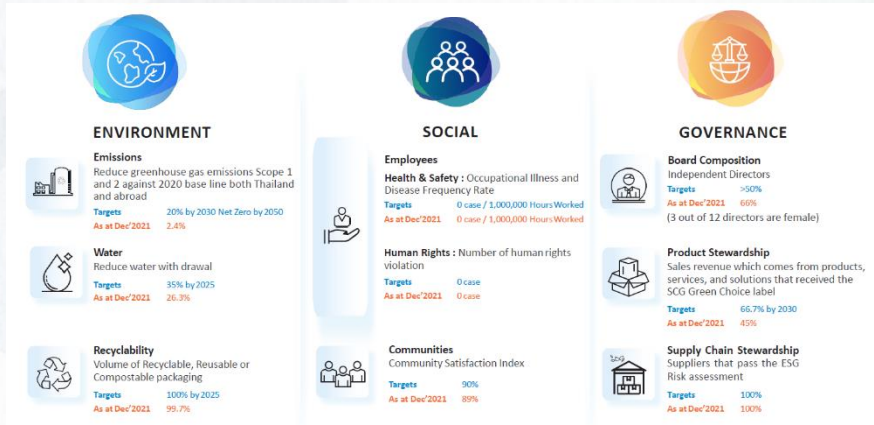 ENVIRONMENT
Emissions
Reduce greenhouse gas emissions Scope 1
and 2 against 2020 base line both Thailand
and abroad
Targets 20% by 2030 Net Zero by 2050
As at Dec'2021 2.4%
Water
Reduce water with drawal
Targets 35% by 2025
As at Dec'2021 26.3%
Recyclability
Volume of Recyclable, Reusable or
Compostable packaging
Targets 100% by 2025
As at Dec'2021 99.7%
SOCIAL
Employees
Health & Safety : Occupational Illness and
Disease Frequency Rate
Targets 0 case / 1,000,000 Hours Worked
As at Dec'2021 0 case / 1,000,000 Hours Worked
Human Rights : Number of human rights
violation
Targets 0 case
As at Dec'2021 0 case
Communities
Community Satisfaction Index
Targets 90%
As at Dec'2021 89%
GOVERNANCE
Board Composition
Independent Directors
Targets >50%
As at Dec'2021 66%
(3 out of 12 directors are female)
Product Stewardship
Sales revenue which comes from products,
services, and solutions that received the
SCG Green Choice label
Targets 66.7% by 2030
As at Dec'2021 45%
SCG
Supply Chain Stewardship
Suppliers that pass the ESG
Risk assessment
Targets 100%
As at Dec'2021 100%